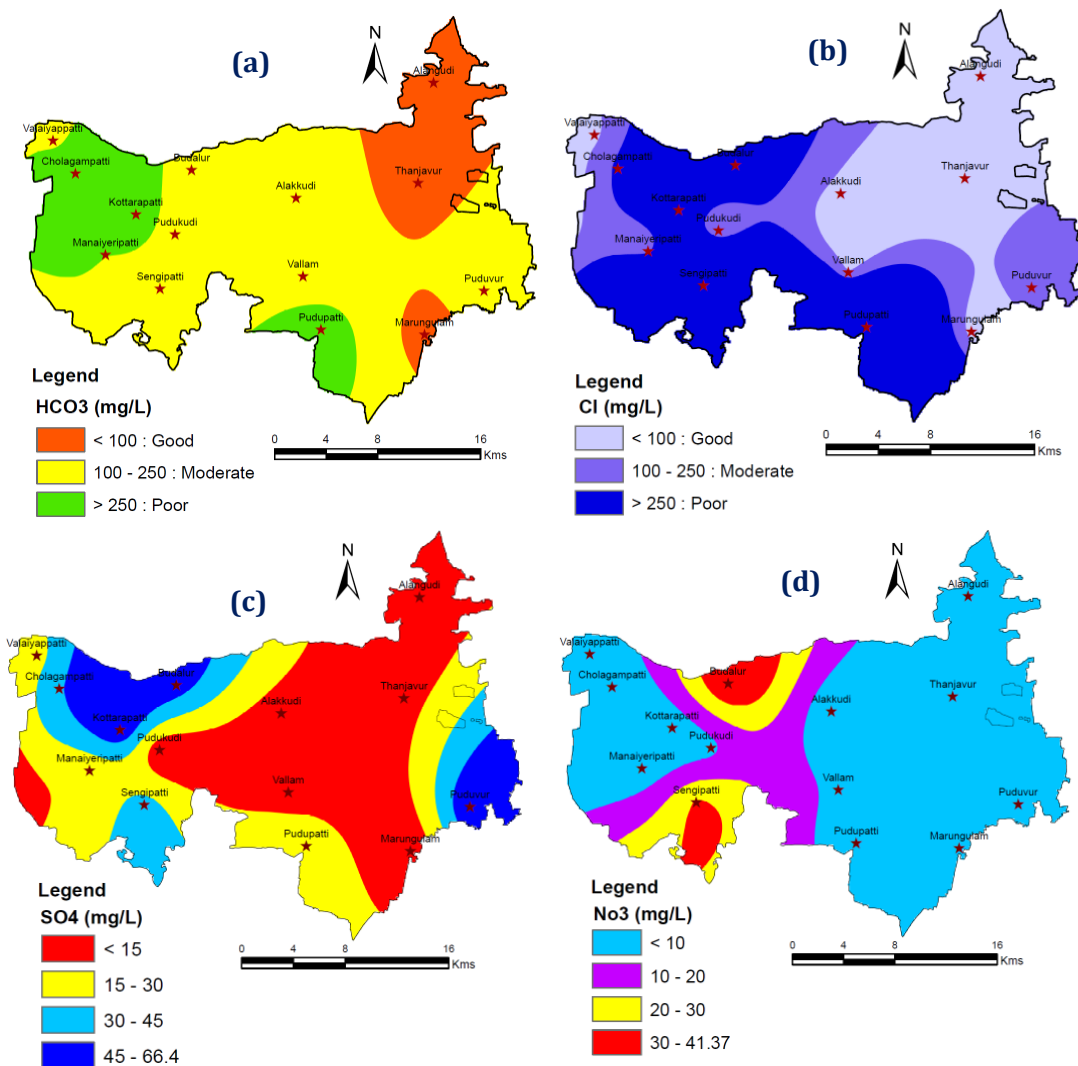 (a)
N
Alangudi
Valaiyappatti
Cholagampatti
Budalur
Thanjavur
Alakkudi
Kottarapatti
Pudukudi
Manaiyeripatti
Vallam
Sengipatti
Puduvur
Pudupatti
Marungulam
Legend
HCO3 (mg/L)
< 100 : Good
100 - 250 : Moderate
> 250 : Poor
0 4 8 16
Kms
(b)
N
Alangudi
Valaiyappatti
Cholagampatti
Budalur
Thanjavur
Alakkudi
Kottarapatti
Pudukudi
Manaiyeripatti
Vallam
Sengipatti
Puduvur
Pudupatti
Marungulam
Legend
Cl (mg/L)
< 100 : Good
100 - 250 : Moderate
> 250 : Poor
0 4 8 16
Kms
(c)
N
Alangudi
Valaiyappatti
Cholagampatti
Budalur
Thanjavur
Alakkudi
Kottarapatti
Pudukudi
Manaiyeripatti
Vallam
Sengipatti
Puduvur
Pudupatti
Marungulam
Legend
SO4 (mg/L)
< 15
15 - 30
30 - 45
45 - 66.4
0 4 8 16
Kms
(d)
N
Alangudi
Valaiyappatti
Cholagampatti
Budalur
Thanjavur
Alakkudi
Kottarapatti
Pudukudi
Manaiyeripatti
Vallam
Sengipatti
Puduvur
Pudupatti
Marungulam
Legend
No3 (mg/L)
< 10
10 - 20
20 - 30
30 - 41.37
0 4 8 16
Kms